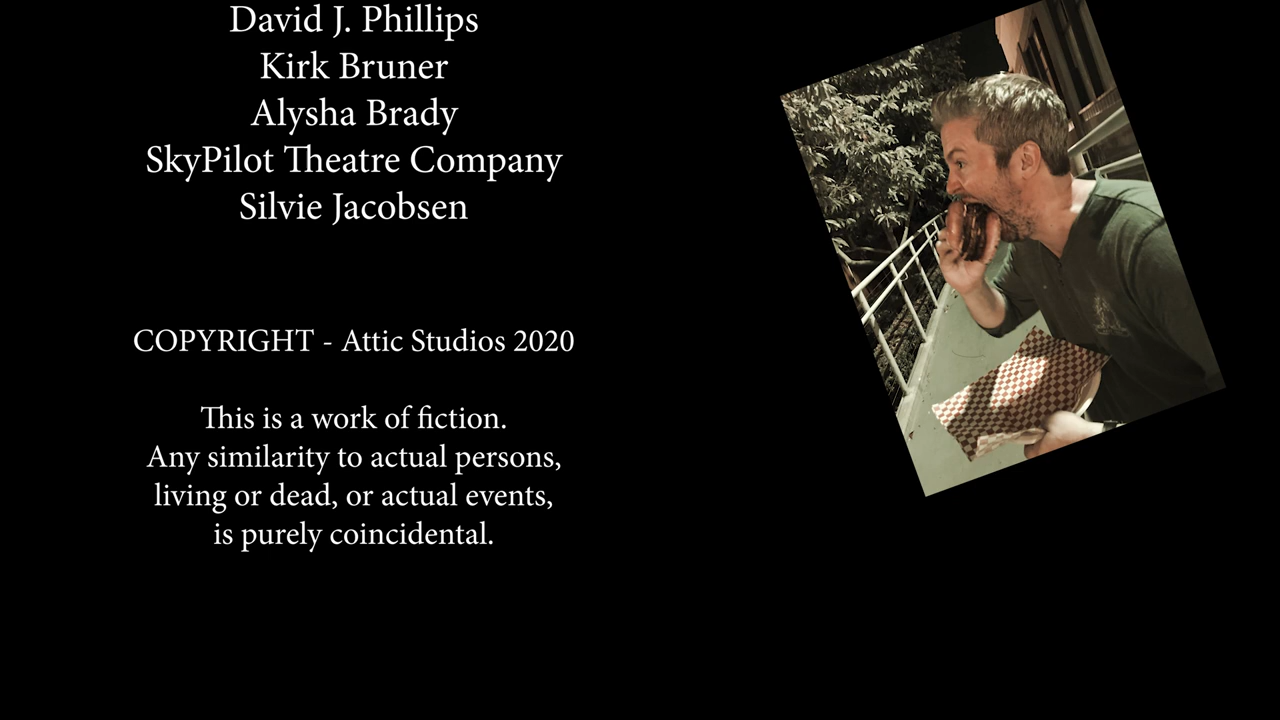 David J. Phillips
Kirk Bruner
Alysha Brady
SkyPilot Theatre Company
Silvie Jacobsen
COPYRIGHT - Attic Studios 2020
This is a work of fiction.
Any similarity to actual persons,
living or dead, or actual events,
is purely coincidental.